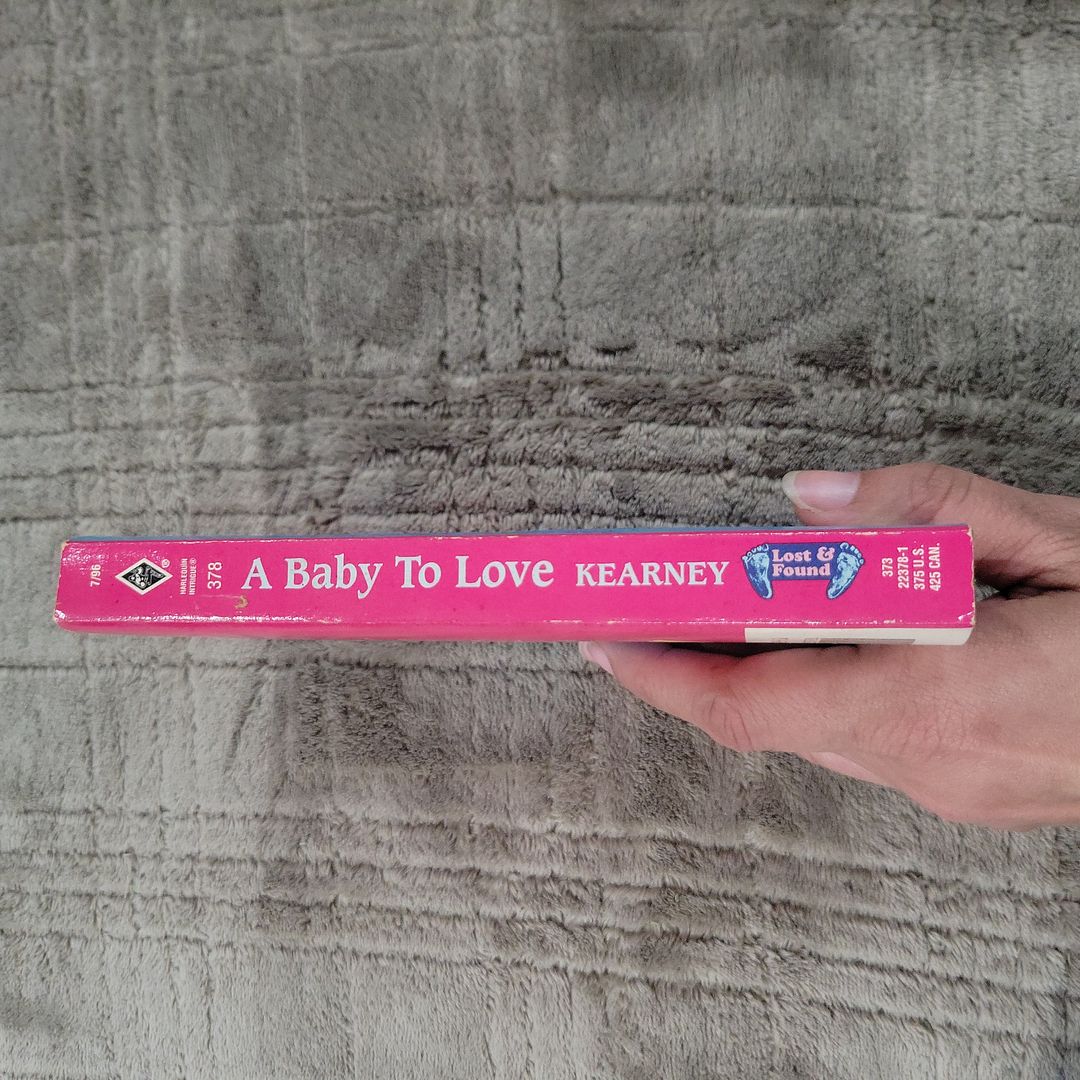 7/96
®
HARLEQUIN
INTRIGUE®
378
A Baby To Love
KEARNEY
Lost &
Found
373
22378-1
375 U.S.
425 CAN.